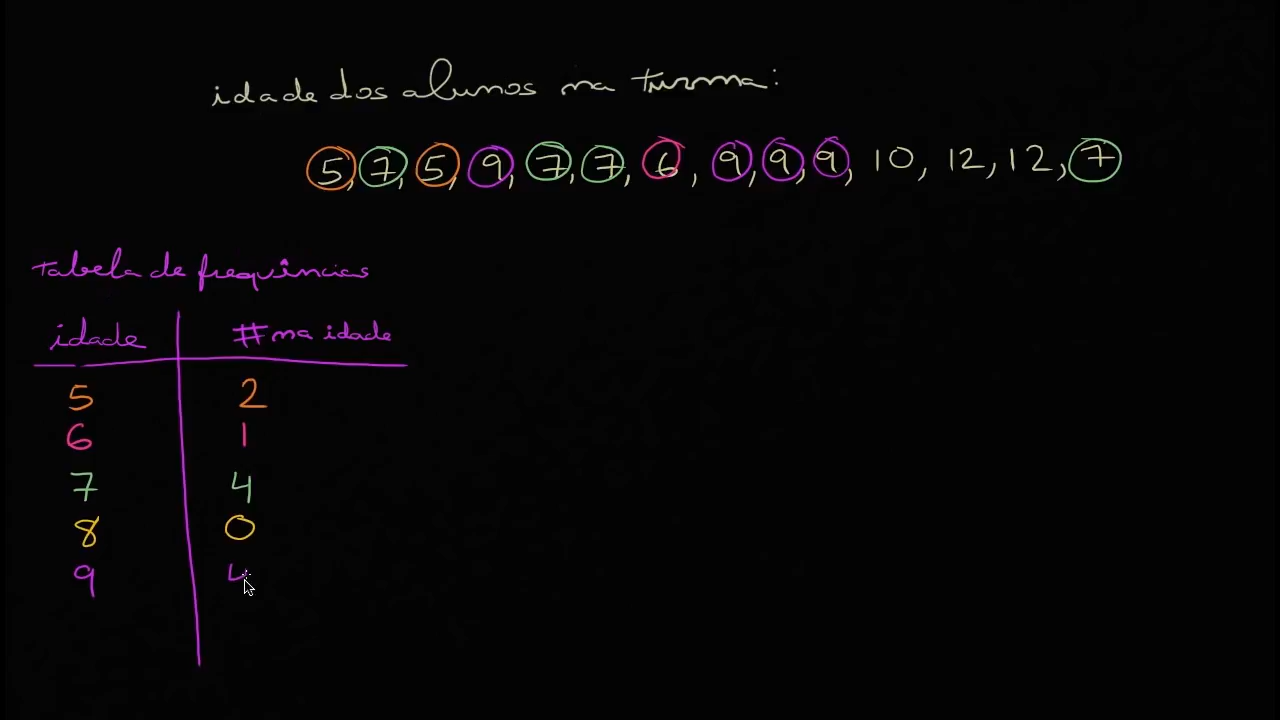 idade dos alunos na turma:
5, 7, 5, 9, 7, 7, 6, 9, 9, 9, 10, 12, 12, 7
Tabela de frequências
idade # na idade
5 2
6 1
7 4
8 0
9 4